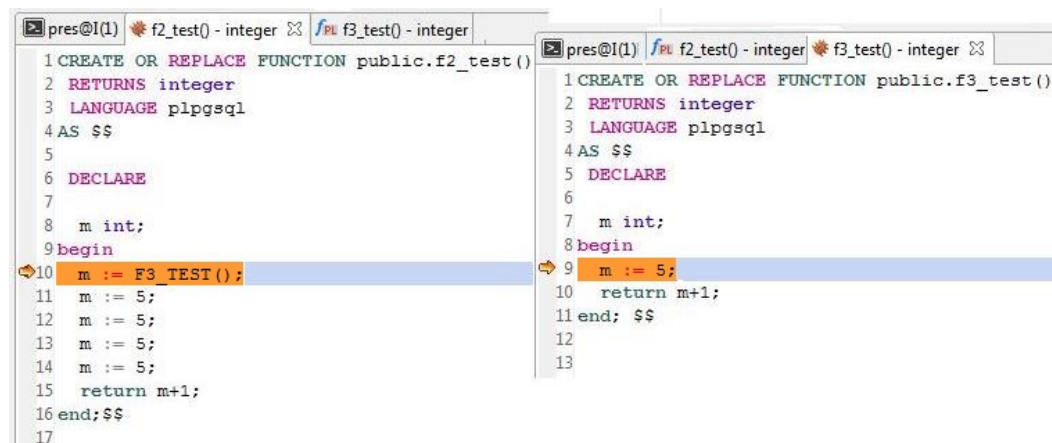 pres@I(1) f2_test() - integer fPL f3_test() - integer
1 CREATE OR REPLACE FUNCTION public.f2_test()
2 RETURNS integer
3 LANGUAGE plpgsql
4 AS $$
5
6 DECLARE
7
8 m int;
9 begin
10 m := F3_TEST();
11 m := 5;
12 m := 5;
13 m := 5;
14 m := 5;
15 return m+1;
16 end;$$
17
pres@I(1) fPL f2_test() - integer f3_test() - integer
1 CREATE OR REPLACE FUNCTION public.f3_test()
2 RETURNS integer
3 LANGUAGE plpgsql
4 AS $$
5 DECLARE
6
7 m int;
8 begin
9 m := 5;
10 return m+1;
11 end; $$
12
13